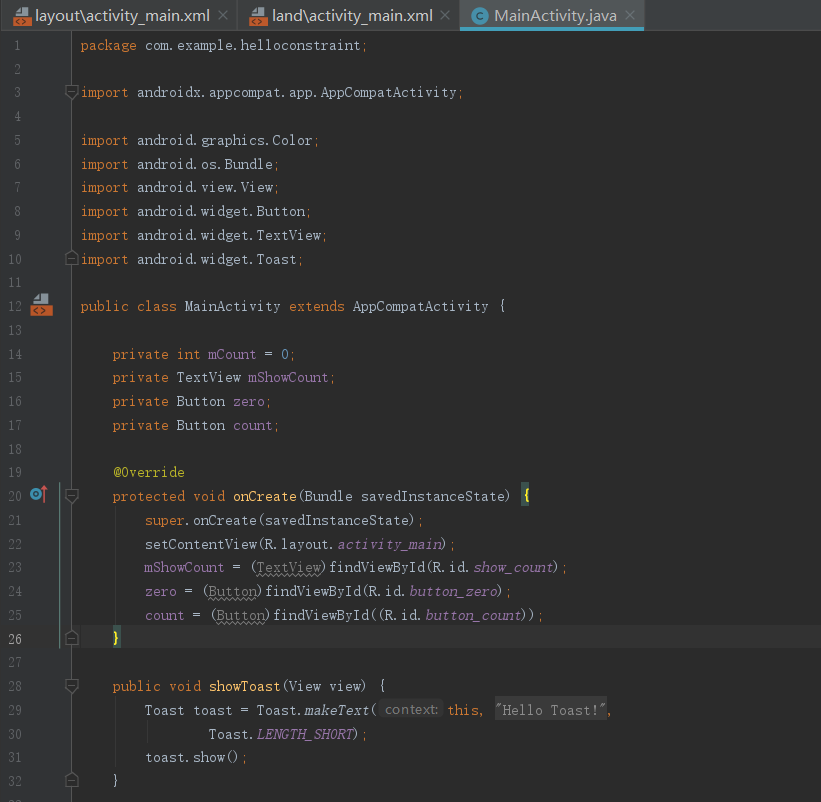 layout\activity_main.xml land\activity_main.xml MainActivity.java
1 package com.example.helloconstraint;
2
3 import androidx.appcompat.app.AppCompatActivity;
4
5 import android.graphics.Color;
6 import android.os.Bundle;
7 import android.view.View;
8 import android.widget.Button;
9 import android.widget.TextView;
10 import android.widget.Toast;
11
12 public class MainActivity extends AppCompatActivity {
13
14 private int mCount = 0;
15 private TextView mShowCount;
16 private Button zero;
17 private Button count;
18
19 @Override
20 protected void onCreate(Bundle savedInstanceState) {
21 super.onCreate(savedInstanceState);
22 setContentView(R.layout.activity_main);
23 mShowCount = (TextView)findViewById(R.id.show_count);
24 zero = (Button)findViewById(R.id.button_zero);
25 count = (Button)findViewById((R.id.button_count));
26 }
27
28 public void showToast(View view) {
29 Toast toast = Toast.makeText( context: this, "Hello Toast!",
30 Toast.LENGTH_SHORT);
31 toast.show();
32 }